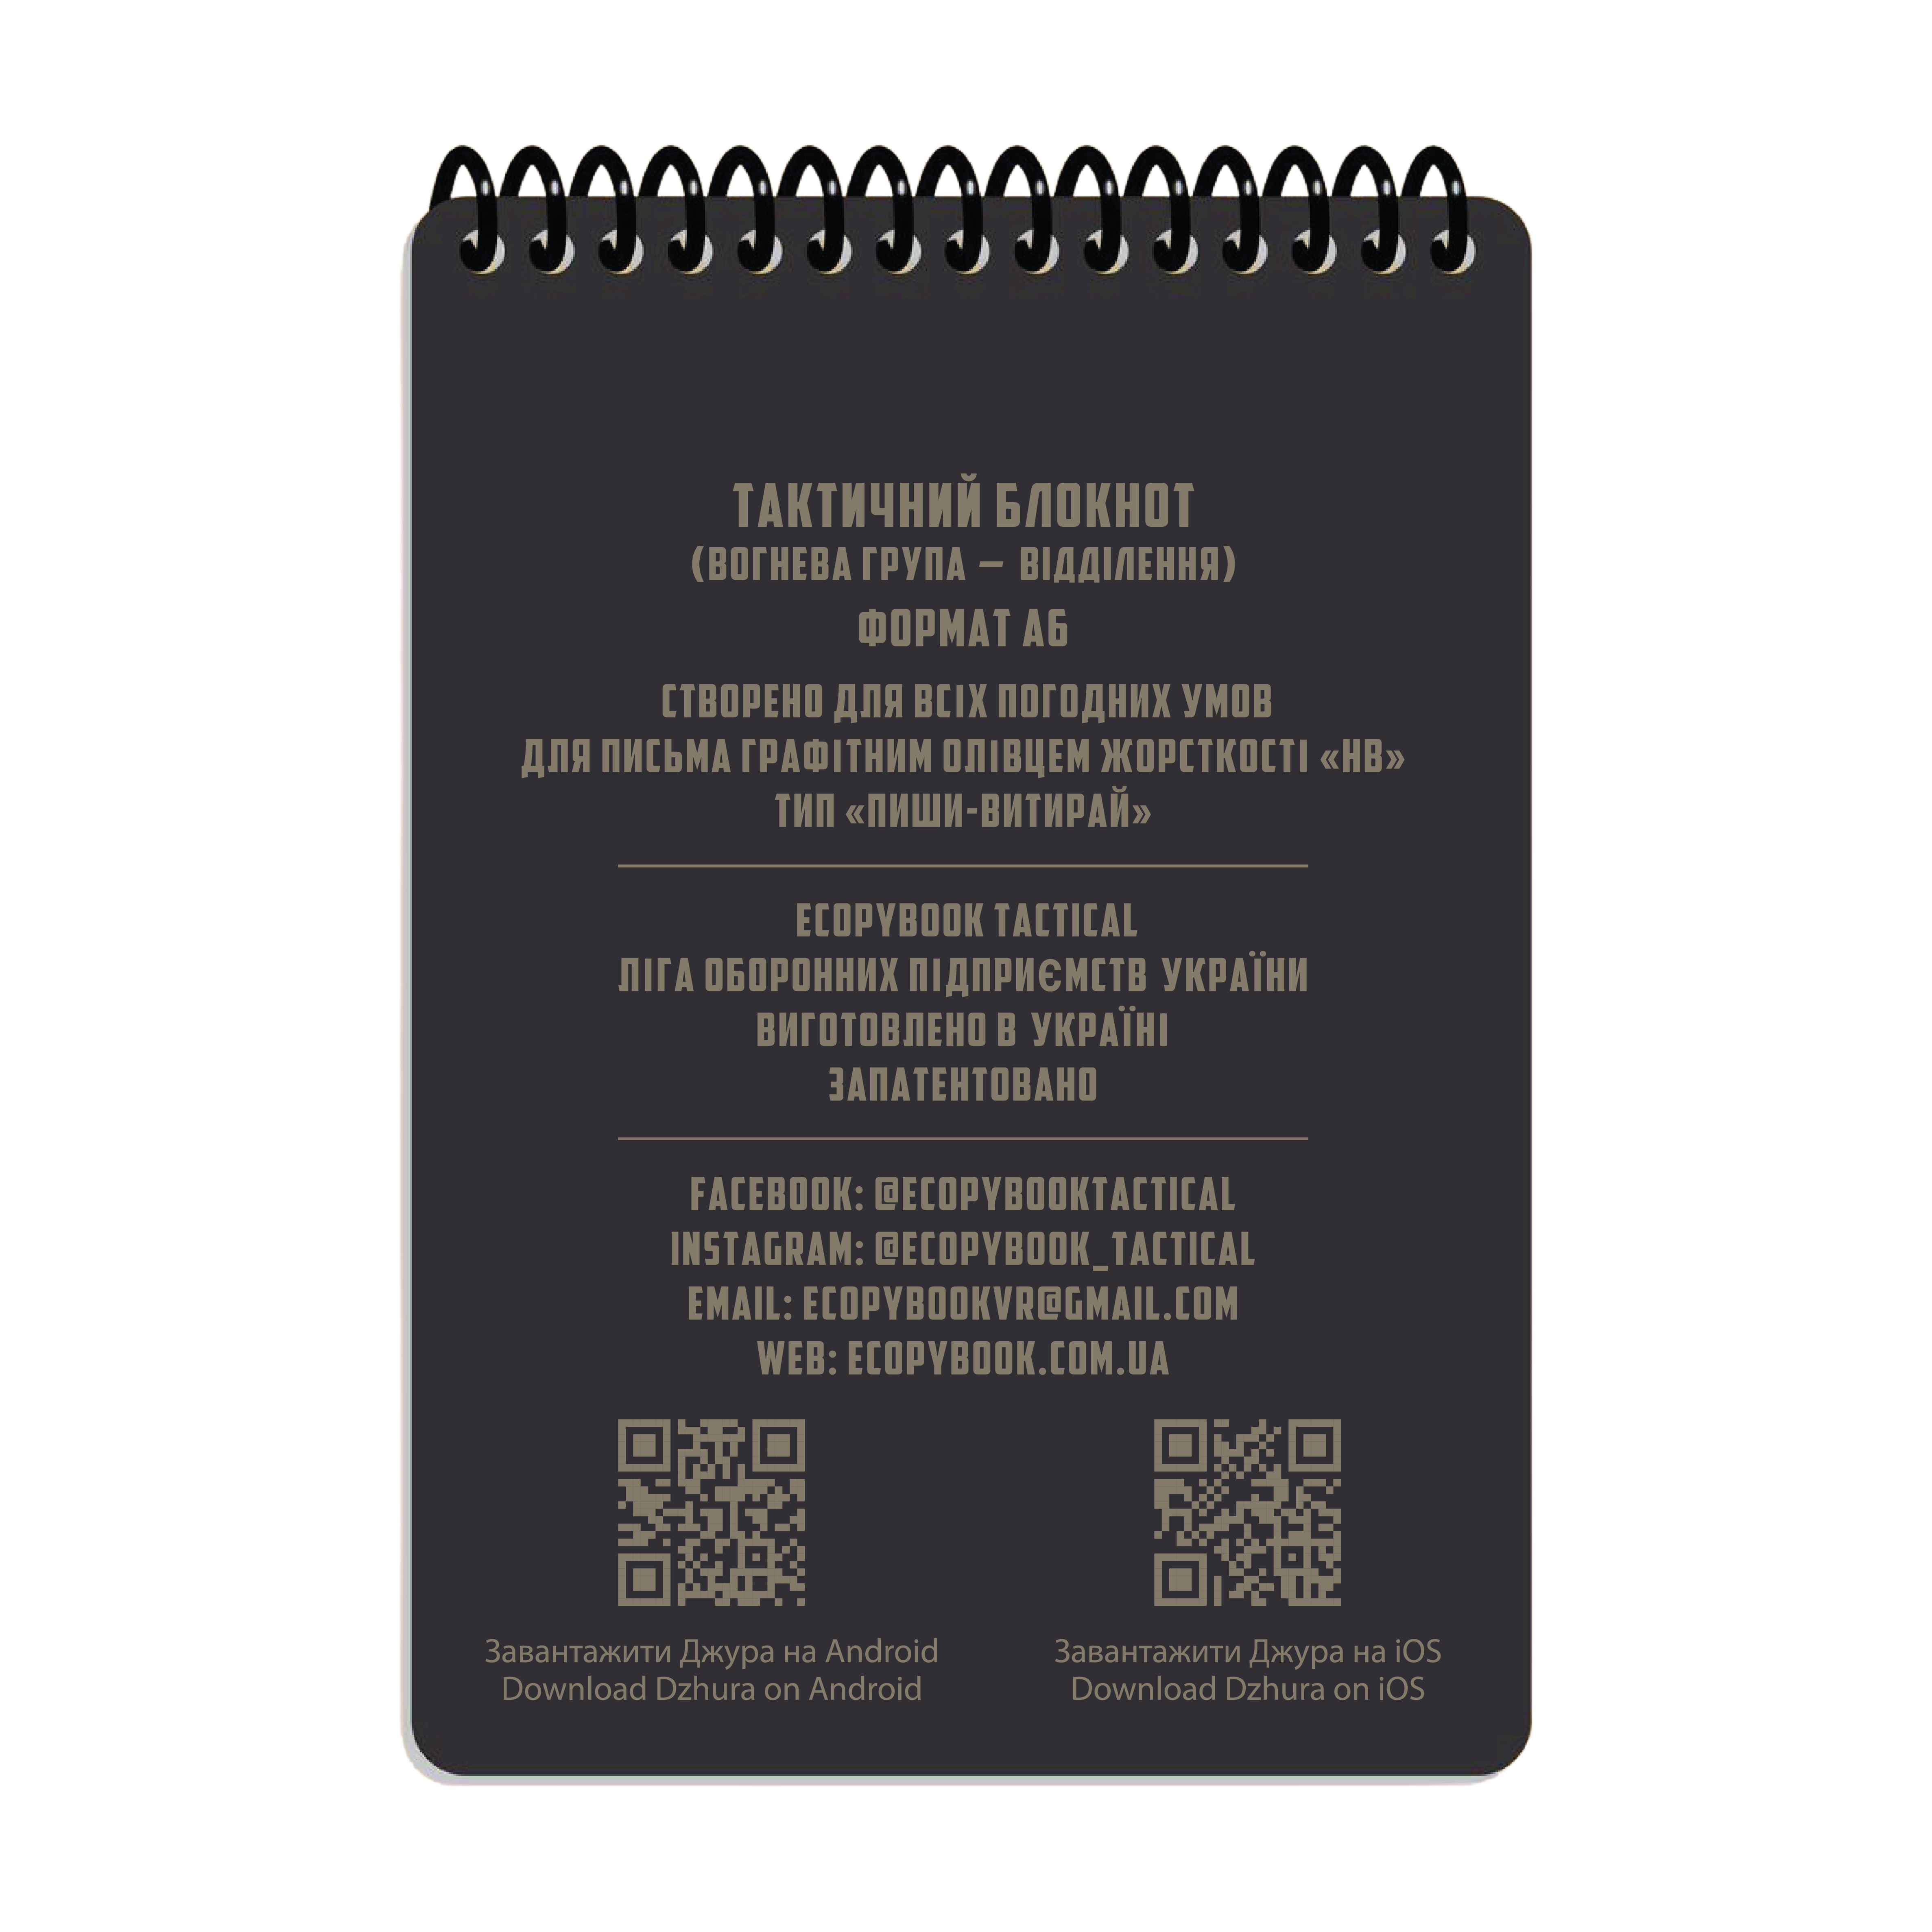 ТАКТИЧНИЙ БЛОКНОТ
(ВОГНЕВА ГРУПА – ВІДДІЛЕННЯ)
ФОРМАТ А6
СТВОРЕНО ДЛЯ ВСІХ ПОГОДНИХ УМОВ
ДЛЯ ПИСЬМА ГРАФІТНИМ ОЛІВЦЕМ ЖОРСТКОСТІ «HB»
ТИП «ПИШИ-ВИТИРАЙ»
ECOPYBOOK TACTICAL
ЛІГА ОБОРОННИХ ПІДПРИЄМСТВ УКРАЇНИ
ВИГОТОВЛЕНО В УКРАЇНІ
ЗАПАТЕНТОВАНО
FACEBOOK: @ECOPYBOOKTACTICAL
INSTAGRAM: @ECOPYBOOK_TACTICAL
EMAIL: ECOPYBOOKVR@GMAIL.COM
WEB: ECOPYBOOK.COM.UA
Завантажити Джура на Android
Download Dzhura on Android
Завантажити Джура на iOS
Download Dzhura on iOS